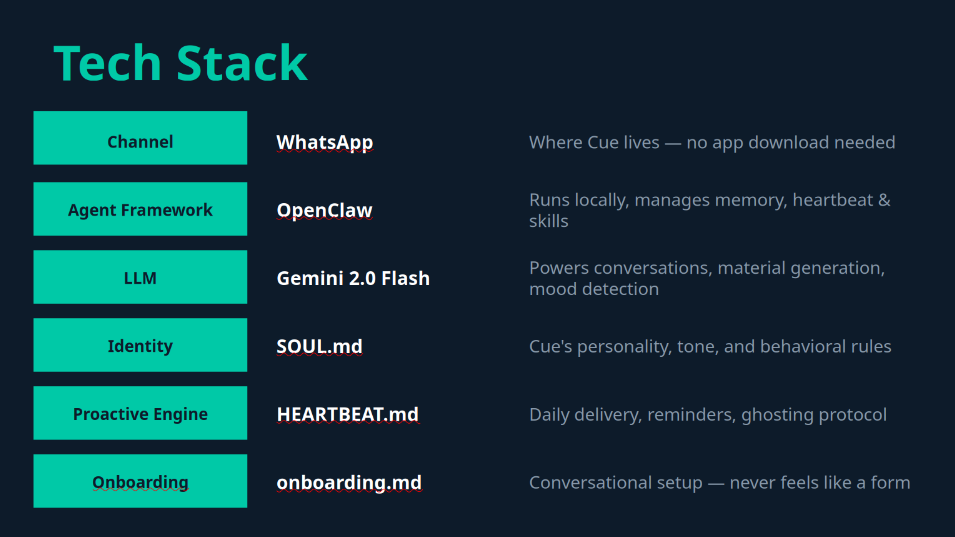 Tech Stack
Channel
WhatsApp
Where Cue lives — no app download needed
Agent Framework
OpenClaw
Runs locally, manages memory, heartbeat &
skills
LLM
Gemini 2.0 Flash
Powers conversations, material generation,
mood detection
Identity
SOUL.md
Cue's personality, tone, and behavioral rules
Proactive Engine
HEARTBEAT.md
Daily delivery, reminders, ghosting protocol
Onboarding
onboarding.md
Conversational setup — never feels like a form